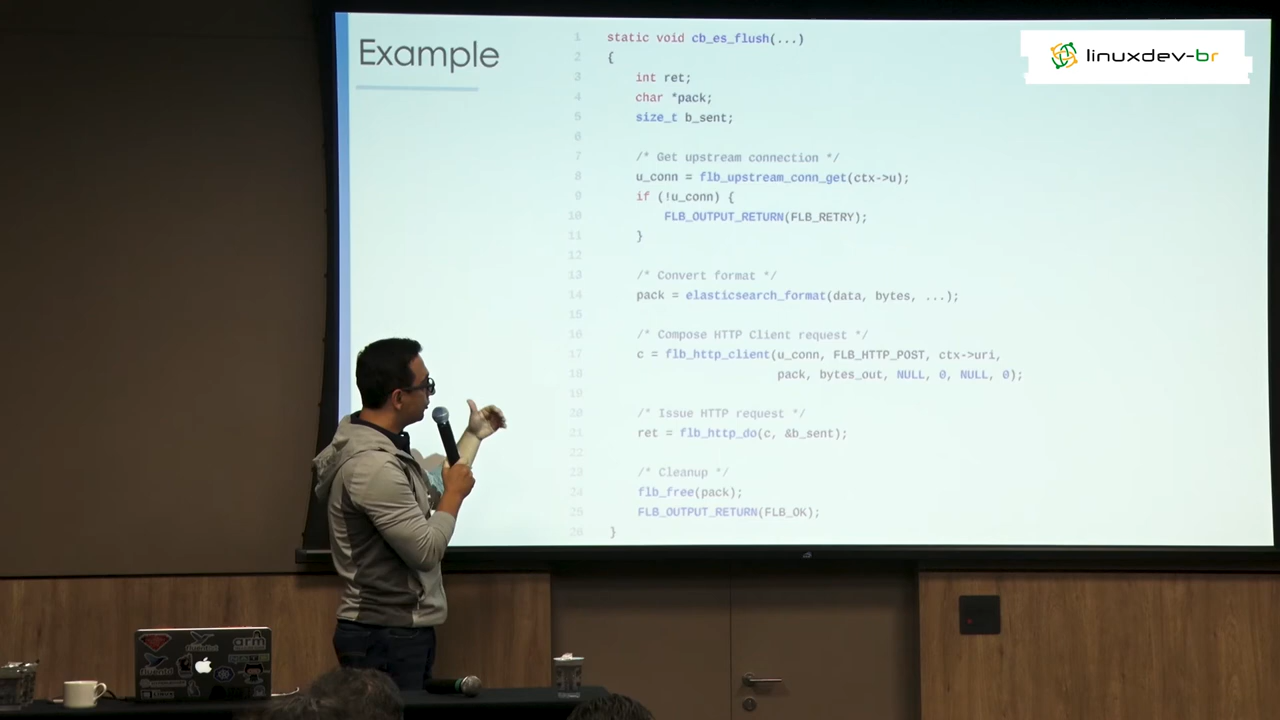 Example
linuxdev-br
1 static void cb_es_flush(...)
2 {
3 int ret;
4 char *pack;
5 size_t b_sent;
6
7 /* Get upstream connection */
8 u_conn = flb_upstream_conn_get(ctx->u);
9 if (!u_conn) {
10 FLB_OUTPUT_RETURN(FLB_RETRY);
11 }
12
13 /* Convert format */
14 pack = elasticsearch_format(data, bytes, ...);
15
16 /* Compose HTTP Client request */
17 c = flb_http_client(u_conn, FLB_HTTP_POST, ctx->uri,
18 pack, bytes_out, NULL, 0, NULL, 0);
19
20 /* Issue HTTP request */
21 ret = flb_http_do(c, &b_sent);
22
23 /* Cleanup */
24 flb_free(pack);
25 FLB_OUTPUT_RETURN(FLB_OK);
26 }
arm